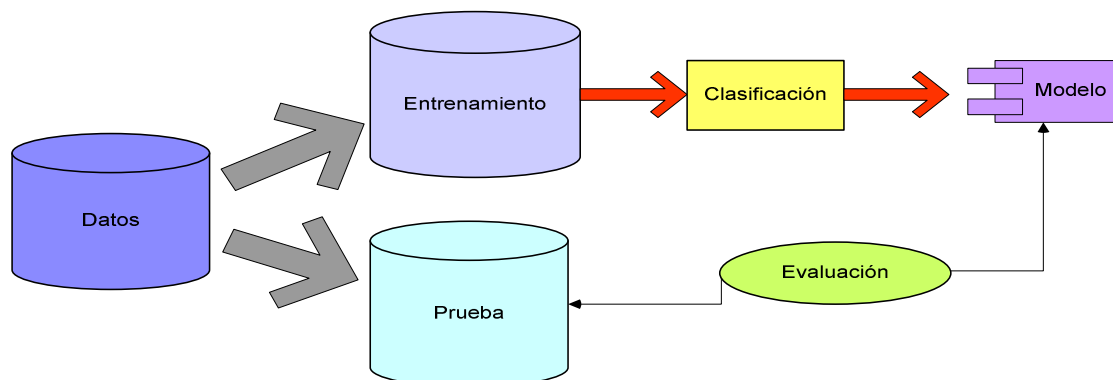 Datos
Entrenamiento
Clasificación
Modelo
Prueba
Evaluación